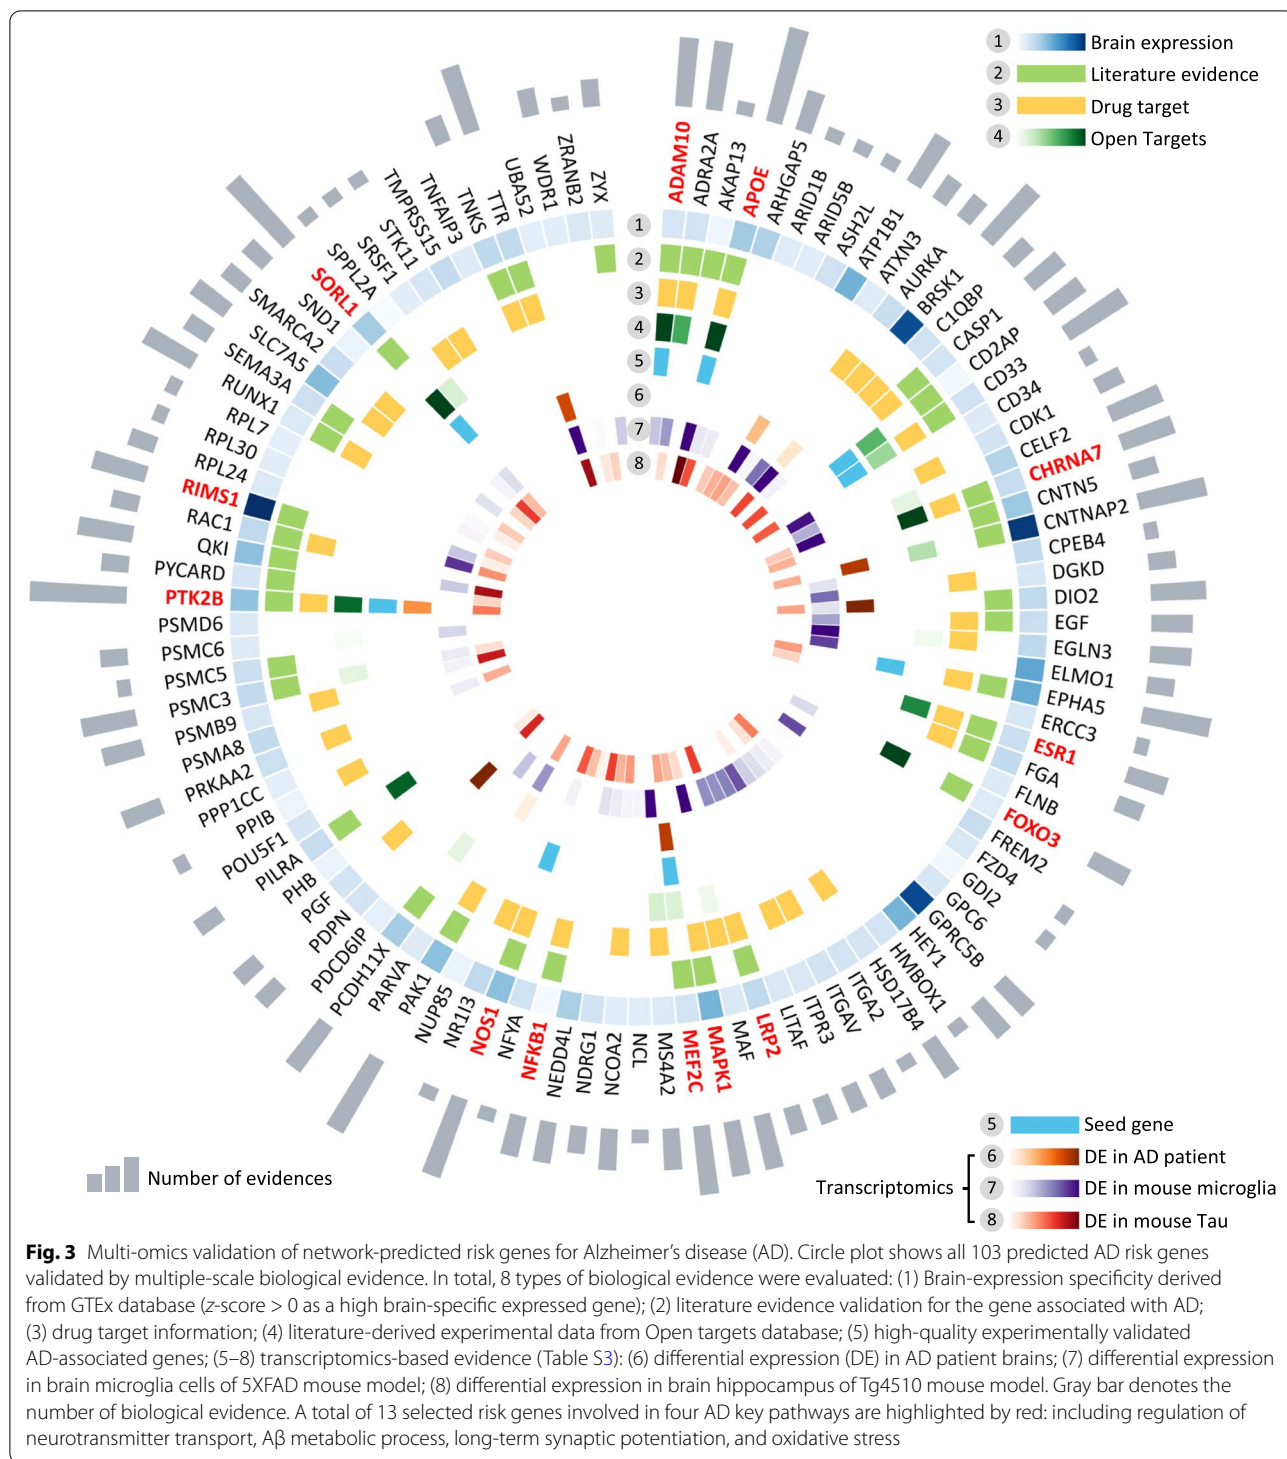 1 Brain expression
2 Literature evidence
3 Drug target
4 Open Targets
ADAM10
ADRA2A
AKAP13
APOE
ARHGAP5
ARID1B
ARID5B
ASH2L
ATP1B1
ATXN3
AURKA
BRSK1
C1QBP
CASP1
CD2AP
CD33
CD34
CDK1
CELF2
CHRNA7
CNTN5
CNTNAP2
CPEB4
DGKD
DIO2
EGF
EGLN3
ELMO1
EPHA5
ERCC3
ESR1
FGA
FLNB
FOXO3
FREM2
FZD4
GDI2
GPC6
GPRC5B
HEY1
HMBOX1
HSD17B4
ITGA2
ITGAV
ITPR3
LITAF
LRP2
MAF
MAPK1
MEF2C
MS4A2
NCL
NCOA2
NDRG1
NEDD4L
NFKB1
NFYA
NOS1
NR1I3
NUP85
PAK1
PARVA
PCDH11X
PDCD6IP
PDPN
PGF
PHB
PILRA
POU5F1
PPIB
PPP1CC
PRKAA2
PSMA8
PSMB9
PSMC3
PSMC5
PSMC6
PSMD6
PTK2B
PYCARD
QKI
RAC1
RIMS1
RPL24
RPL30
RPL7
RUNX1
SEMA3A
SLC7A5
SMARCA2
SND1
SORL1
SPPL2A
SRSF1
STK11
TMPRSS15
TNFAIP3
TNKS
TTR
UBA52
WDR1
ZRANB2
ZYX
1
2
3
4
5
6
7
8
5 Seed gene
Transcriptomics
6 DE in AD patient
7 DE in mouse microglia
8 DE in mouse Tau
Number of evidences
Fig. 3 Multi-omics validation of network-predicted risk genes for Alzheimer's disease (AD). Circle plot shows all 103 predicted AD risk genes
validated by multiple-scale biological evidence. In total, 8 types of biological evidence were evaluated: (1) Brain-expression specificity derived
from GTEx database (z-score > 0 as a high brain-specific expressed gene); (2) literature evidence validation for the gene associated with AD;
(3) drug target information; (4) literature-derived experimental data from Open targets database; (5) high-quality experimentally validated
AD-associated genes; (5–8) transcriptomics-based evidence (Table S3): (6) differential expression (DE) in AD patient brains; (7) differential expression
in brain microglia cells of 5XFAD mouse model; (8) differential expression in brain hippocampus of Tg4510 mouse model. Gray bar denotes the
number of biological evidence. A total of 13 selected risk genes involved in four AD key pathways are highlighted by red: including regulation of
neurotransmitter transport, Aβ metabolic process, long-term synaptic potentiation, and oxidative stress